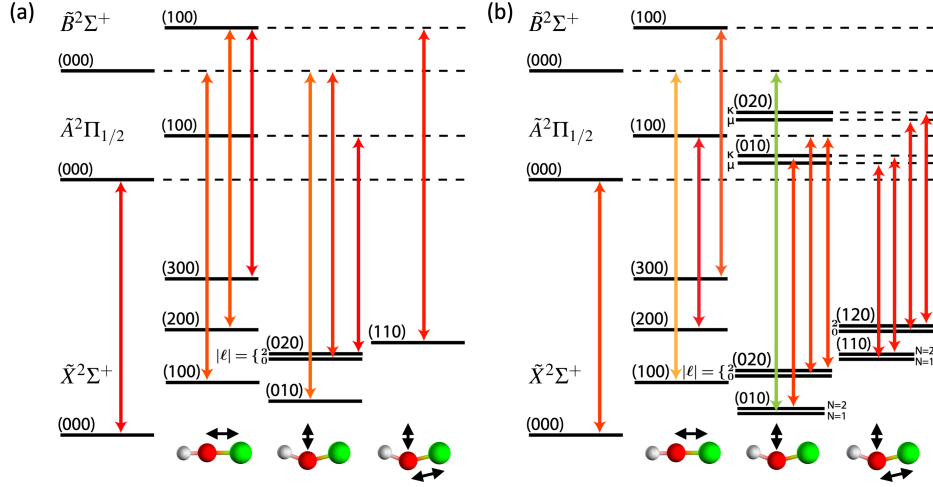 (a)
B̃²Σ⁺
(100)
(000)
Ã²Π₁/₂
(100)
(000)
(300)
(200)
(110)
(020)
|ℓ| = {²₀
(100)
(010)
X̃²Σ⁺
(000)
(b)
B̃²Σ⁺
(100)
(000)
(020)
κ
μ
Ã²Π₁/₂
(100)
(010)
κ
μ
(000)
(300)
(200)
(120)
2
0
(110)
N=2
N=1
(020)
|ℓ| = {²₀
(100)
(010)
N=2
N=1
X̃²Σ⁺
(000)